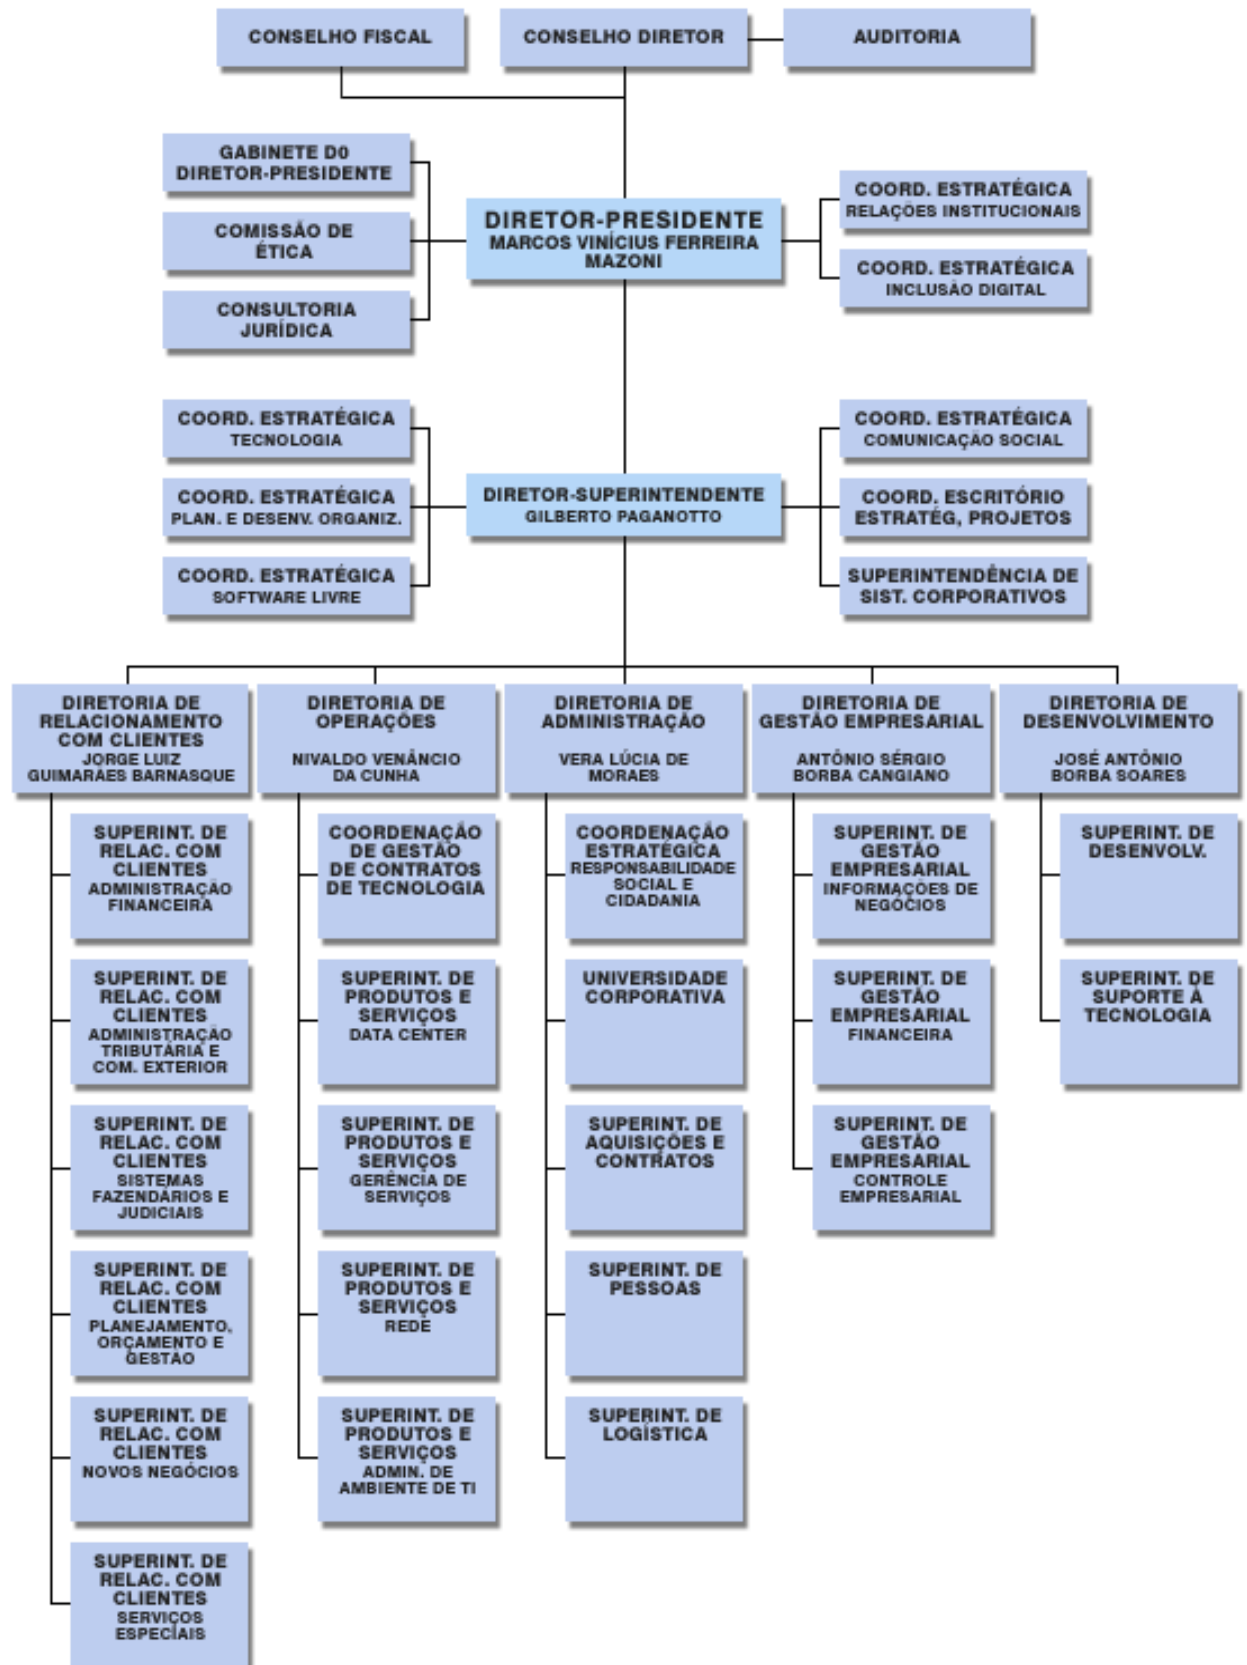 CONSELHO FISCAL
CONSELHO DIRETOR
AUDITORIA
GABINETE D0
DIRETOR-PRESIDENTE
COMISSÃO DE
ÉTICA
CONSULTORIA
JURÍDICA
DIRETOR-PRESIDENTE
MARCOS VINÍCIUS FERREIRA
MAZONI
COORD. ESTRATÉGICA
RELAÇÕES INSTITUCIONAIS
COORD. ESTRATÉGICA
INCLUSÃO DIGITAL
COORD. ESTRATÉGICA
TECNOLOGIA
COORD. ESTRATÉGICA
PLAN. E DESENV. ORGANIZ.
COORD. ESTRATÉGICA
SOFTWARE LIVRE
DIRETOR-SUPERINTENDENTE
GILBERTO PAGANOTTO
COORD. ESTRATÉGICA
COMUNICAÇÃO SOCIAL
COORD. ESCRITÓRIO
ESTRATÉG, PROJETOS
SUPERINTENDÊNCIA DE
SIST. CORPORATIVOS
DIRETORIA DE
RELACIONAMENTO
COM CLIENTES
JORGE LUIZ
GUIMARÃES BARNASQUE
SUPERINT. DE
RELAC. COM
CLIENTES
ADMINISTRAÇÃO
FINANCEIRA
SUPERINT. DE
RELAC. COM
CLIENTES
ADMINISTRAÇÃO
TRIBUTÁRIA E
COM. EXTERIOR
SUPERINT. DE
RELAC. COM
CLIENTES
SISTEMAS
FAZENDÁRIOS E
JUDICIAIS
SUPERINT. DE
RELAC. COM
CLIENTES
PLANEJAMENTO,
ORÇAMENTO E
GESTÃO
SUPERINT. DE
RELAC. COM
CLIENTES
NOVOS NEGÓCIOS
SUPERINT. DE
RELAC. COM
CLIENTES
SERVIÇOS
ESPECIAIS
DIRETORIA DE
OPERAÇÕES
NIVALDO VENÂNCIO
DA CUNHA
COORDENAÇÃO
DE GESTÃO
DE CONTRATOS
DE TECNOLOGIA
SUPERINT. DE
PRODUTOS E
SERVIÇOS
DATA CENTER
SUPERINT. DE
PRODUTOS E
SERVIÇOS
GERÊNCIA DE
SERVIÇOS
SUPERINT. DE
PRODUTOS E
SERVIÇOS
REDE
SUPERINT. DE
PRODUTOS E
SERVIÇOS
ADMIN. DE
AMBIENTE DE TI
DIRETORIA DE
ADMINISTRAÇÃO
VERA LÚCIA DE
MORAES
COORDENAÇÃO
ESTRATÉGICA
RESPONSABILIDADE
SOCIAL E
CIDADANIA
UNIVERSIDADE
CORPORATIVA
SUPERINT. DE
AQUISIÇÕES E
CONTRATOS
SUPERINT. DE
PESSOAS
SUPERINT. DE
LOGÍSTICA
DIRETORIA DE
GESTÃO EMPRESARIAL
ANTÔNIO SÉRGIO
BORBA CANGIANO
SUPERINT. DE
GESTÃO
EMPRESARIAL
INFORMAÇÕES DE
NEGÓCIOS
SUPERINT. DE
GESTÃO
EMPRESARIAL
FINANCEIRA
SUPERINT. DE
GESTÃO
EMPRESARIAL
CONTROLE
EMPRESARIAL
DIRETORIA DE
DESENVOLVIMENTO
JOSÉ ANTÔNIO
BORBA SOARES
SUPERINT. DE
DESENVOLV.
SUPERINT. DE
SUPORTE À
TECNOLOGIA